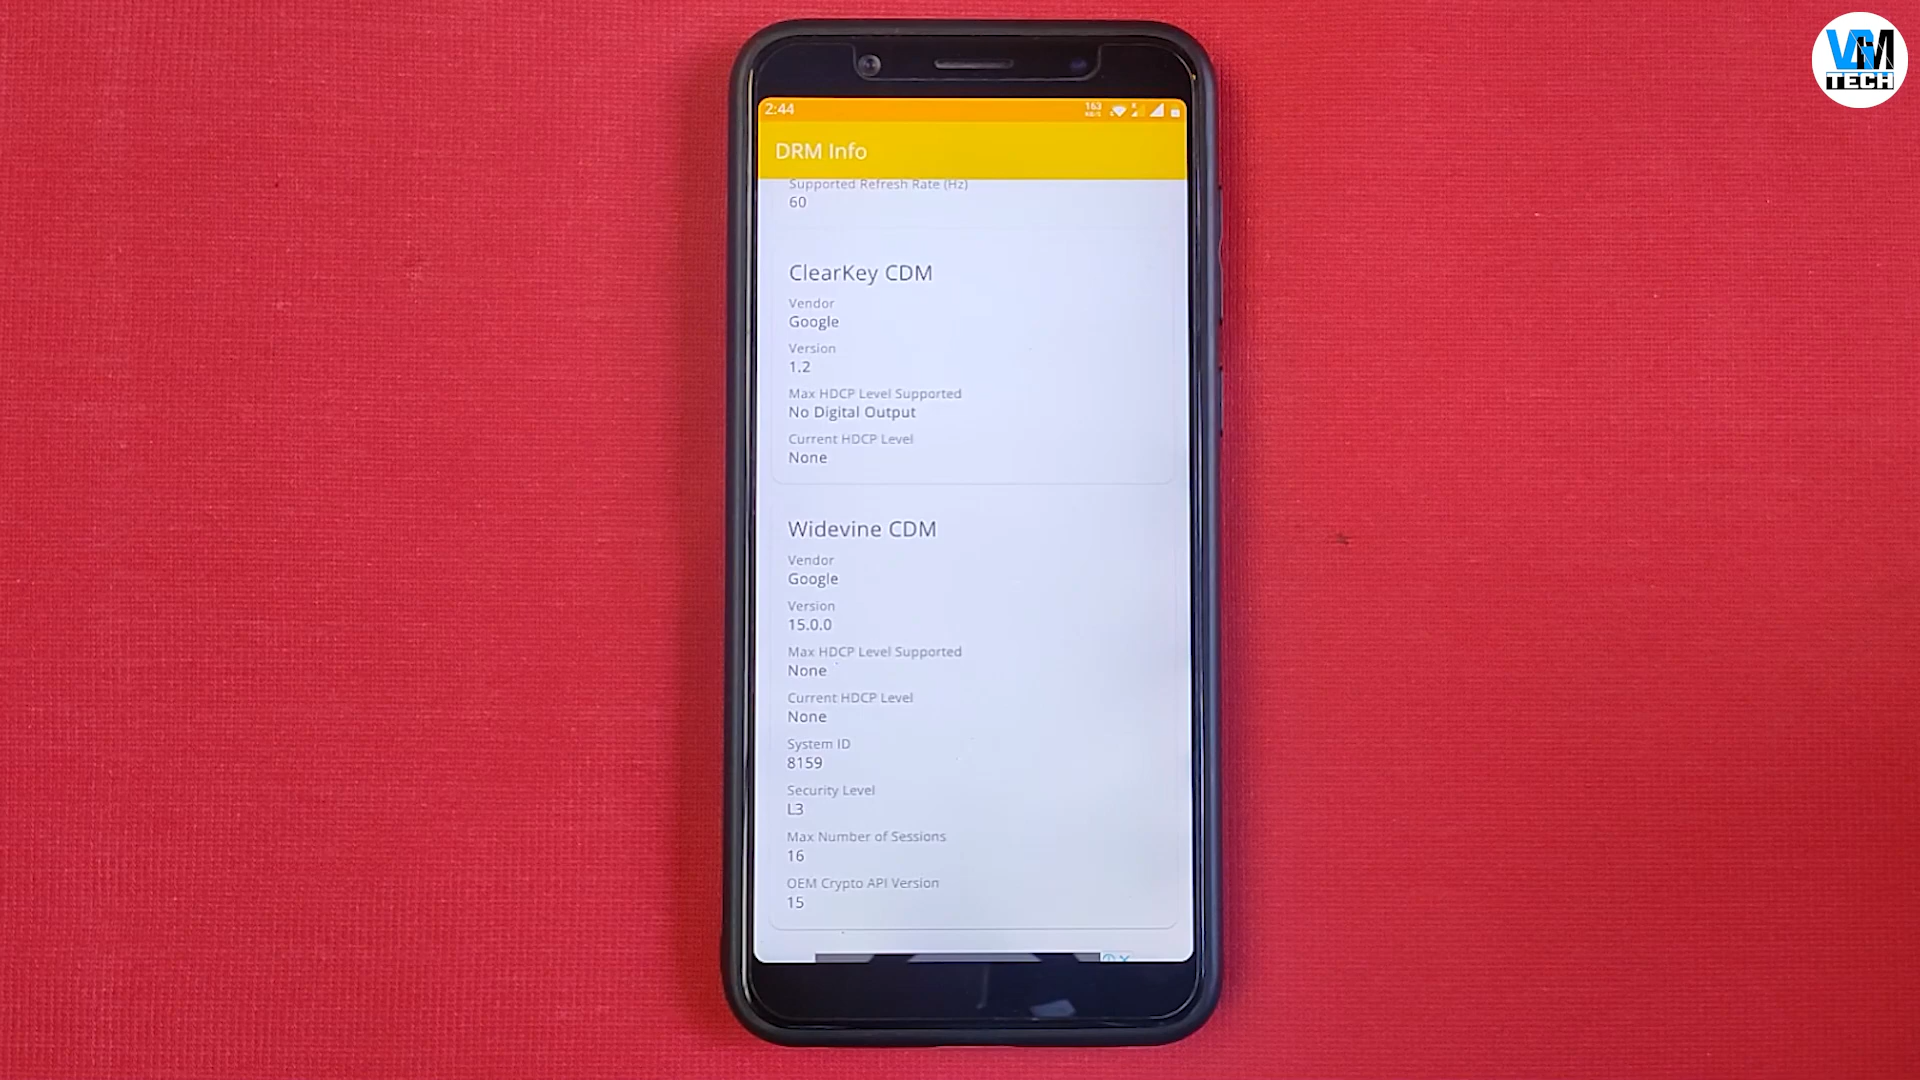 VGM
TECH
2:44
163
KB/S
DRM Info
Supported Refresh Rate (Hz)
60
ClearKey CDM
Vendor
Google
Version
1.2
Max HDCP Level Supported
No Digital Output
Current HDCP Level
None
Widevine CDM
Vendor
Google
Version
15.0.0
Max HDCP Level Supported
None
Current HDCP Level
None
System ID
8159
Security Level
L3
Max Number of Sessions
16
OEM Crypto API Version
15